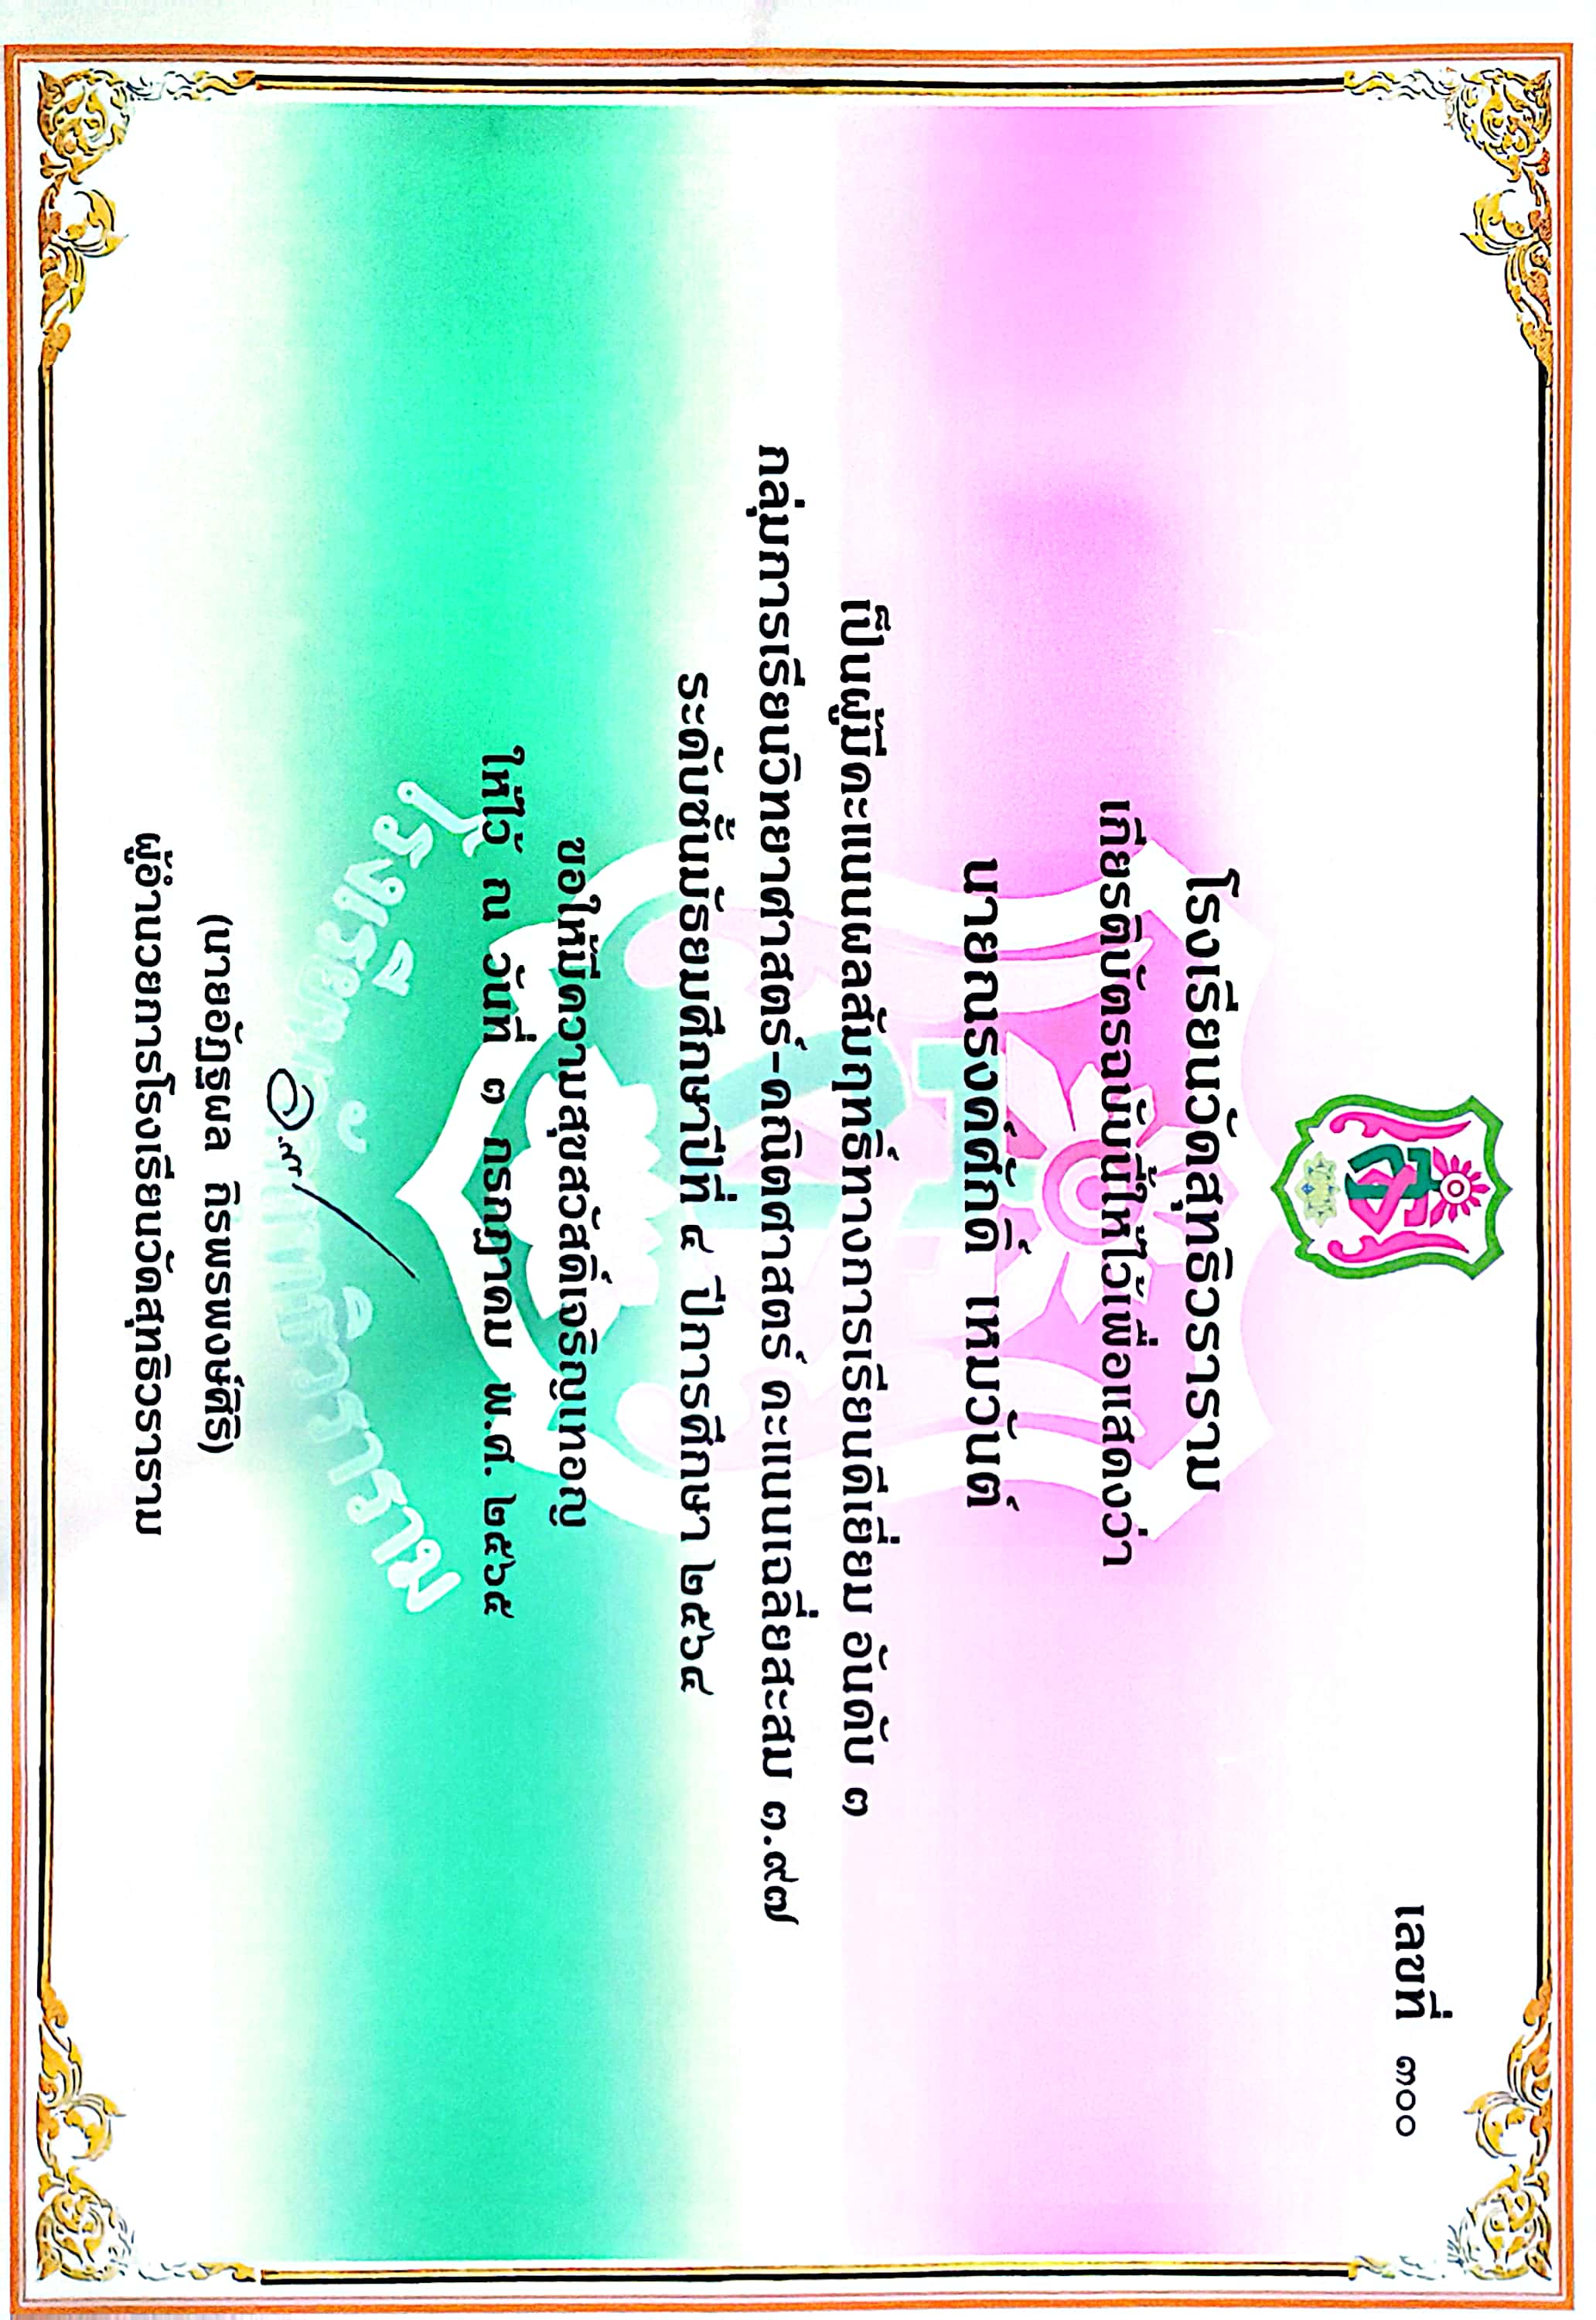 เลขที่ ๓๐๐
โรงเรียนวัดสุทธิวราราม
เกียรติบัตรฉบับนี้ให้ไว้เพื่อแสดงว่า
นายณรงค์ศักดิ์ เหมวันต์
เป็นผู้มีคะแนนผลสัมฤทธิ์ทางการเรียนดีเยี่ยม อันดับ ๓
กลุ่มการเรียนวิทยาศาสตร์-คณิตศาสตร์ คะแนนเฉลี่ยสะสม ๓.๙๗
ระดับชั้นมัธยมศึกษาปีที่ ๔ ปีการศึกษา ๒๕๖๔
ขอให้มีความสุขสวัสดิ์เจริญเทอญ
ให้ไว้ ณ วันที่ ๓ กรกฎาคม พ.ศ. ๒๕๖๕
โรงเรียนวัดสุทธิวราราม
(นายอัฏฐผล ถิรพรพงษ์ศิริ)
ผู้อำนวยการโรงเรียนวัดสุทธิวราราม